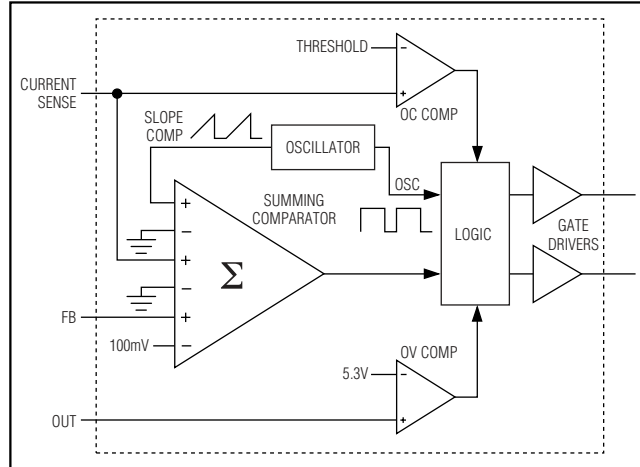 THRESHOLD
−
CURRENT
SENSE
+
OC COMP
SLOPE
COMP
OSCILLATOR
OSC
+
SUMMING
COMPARATOR
−
LOGIC
GATE
DRIVERS
+
Σ
−
FB
+
100mV
−
OV COMP
5.3V
−
OUT
+